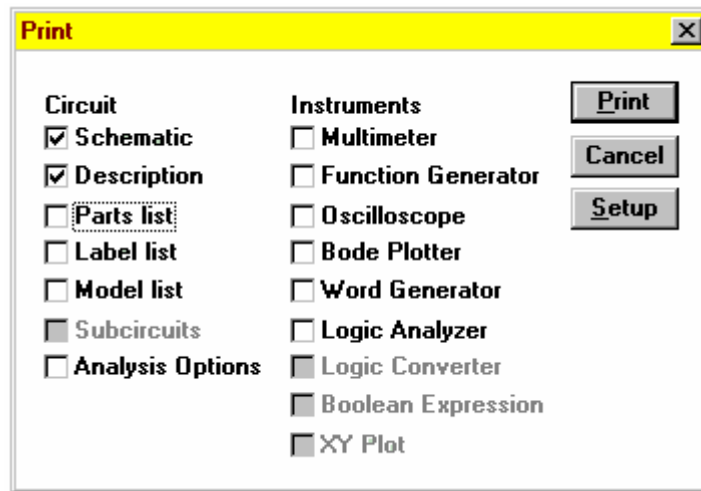 Print
Circuit
Schematic
Description
Parts list
Label list
Model list
Subcircuits
Analysis Options
Instruments
Multimeter
Function Generator
Oscilloscope
Bode Plotter
Word Generator
Logic Analyzer
Logic Converter
Boolean Expression
XY Plot
Print
Cancel
Setup